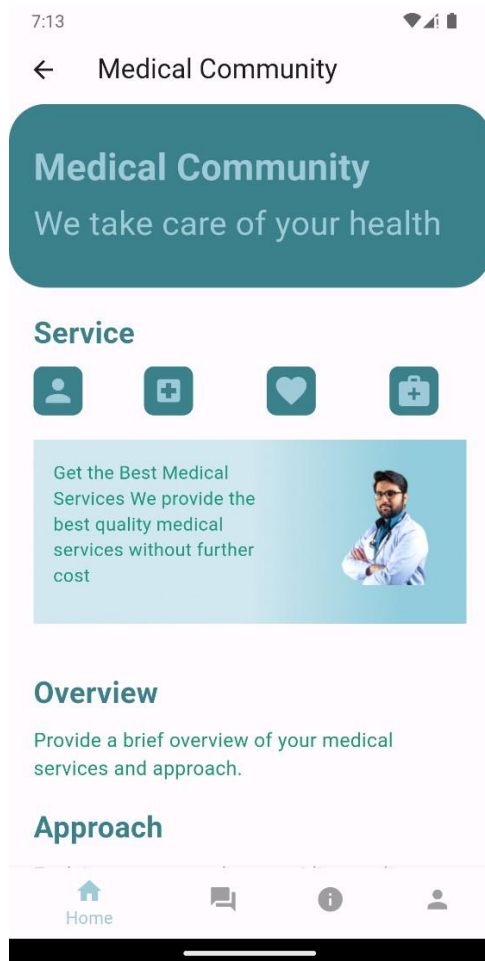 7:13
Medical Community
Medical Community
We take care of your health
Service
Get the Best Medical
Services We provide the
best quality medical
services without further
cost
Overview
Provide a brief overview of your medical
services and approach.
Approach
Home